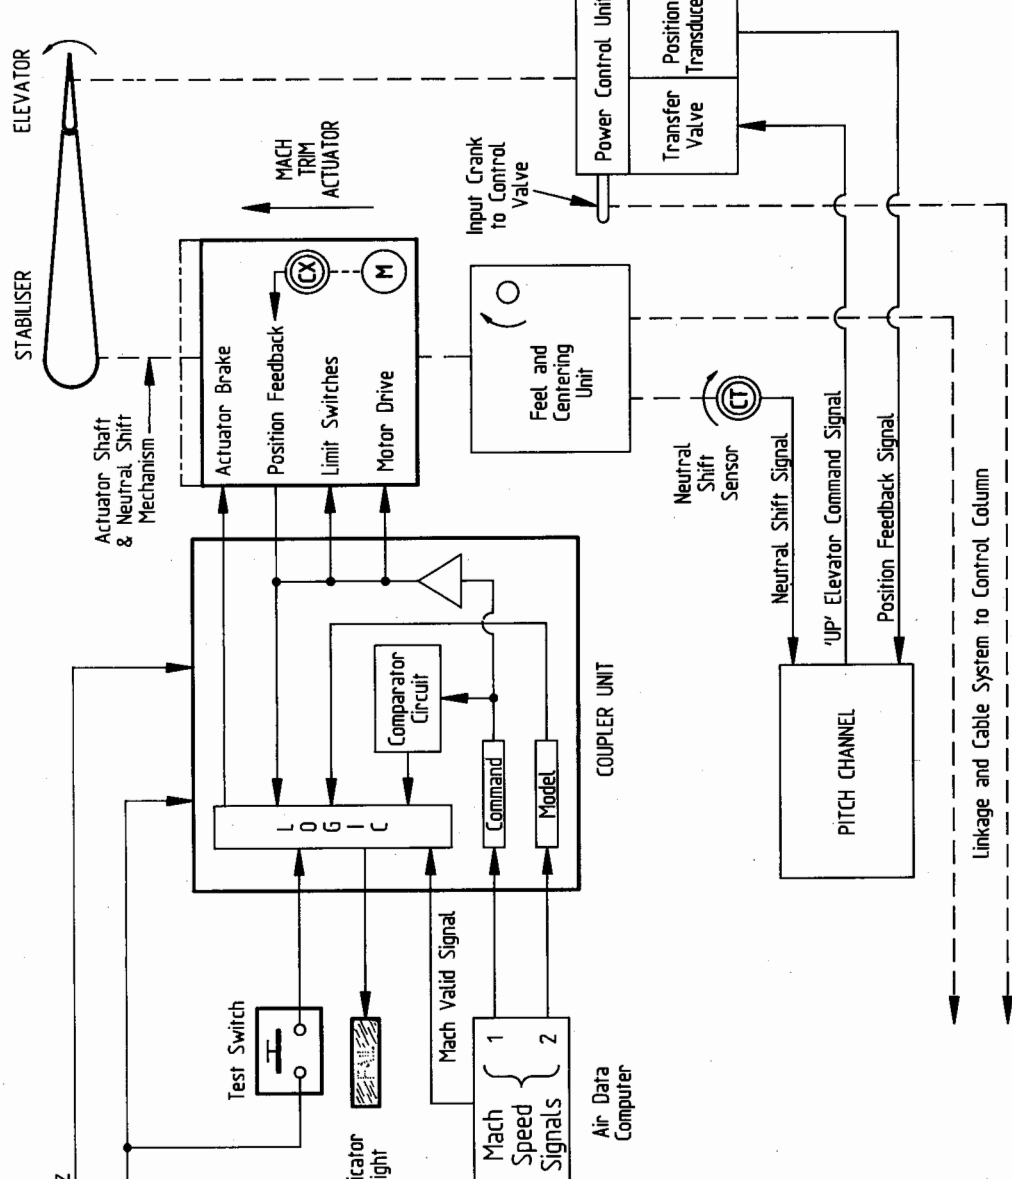 STABILISER
ELEVATOR
Actuator Shaft
& Neutral Shift
Mechanism
MACH
TRIM
ACTUATOR
Actuator Brake
Position Feedback
Limit Switches
Motor Drive
CX
M
Input Crank
to Control
Valve
Power Control Unit
Transfer
Valve
Position
Feel and
Centering
Unit
Neutral
Shift
Sensor
CT
Neutral Shift Signal
'UP' Elevator Command Signal
Position Feedback Signal
PITCH CHANNEL
Linkage and Cable System to Control Column
COUPLER UNIT
LOGIC
Comparator
Circuit
Command
Model
Test Switch
FAILED
Mach Valid Signal
Mach
Speed
Signals
1
2
Air Data
Computer